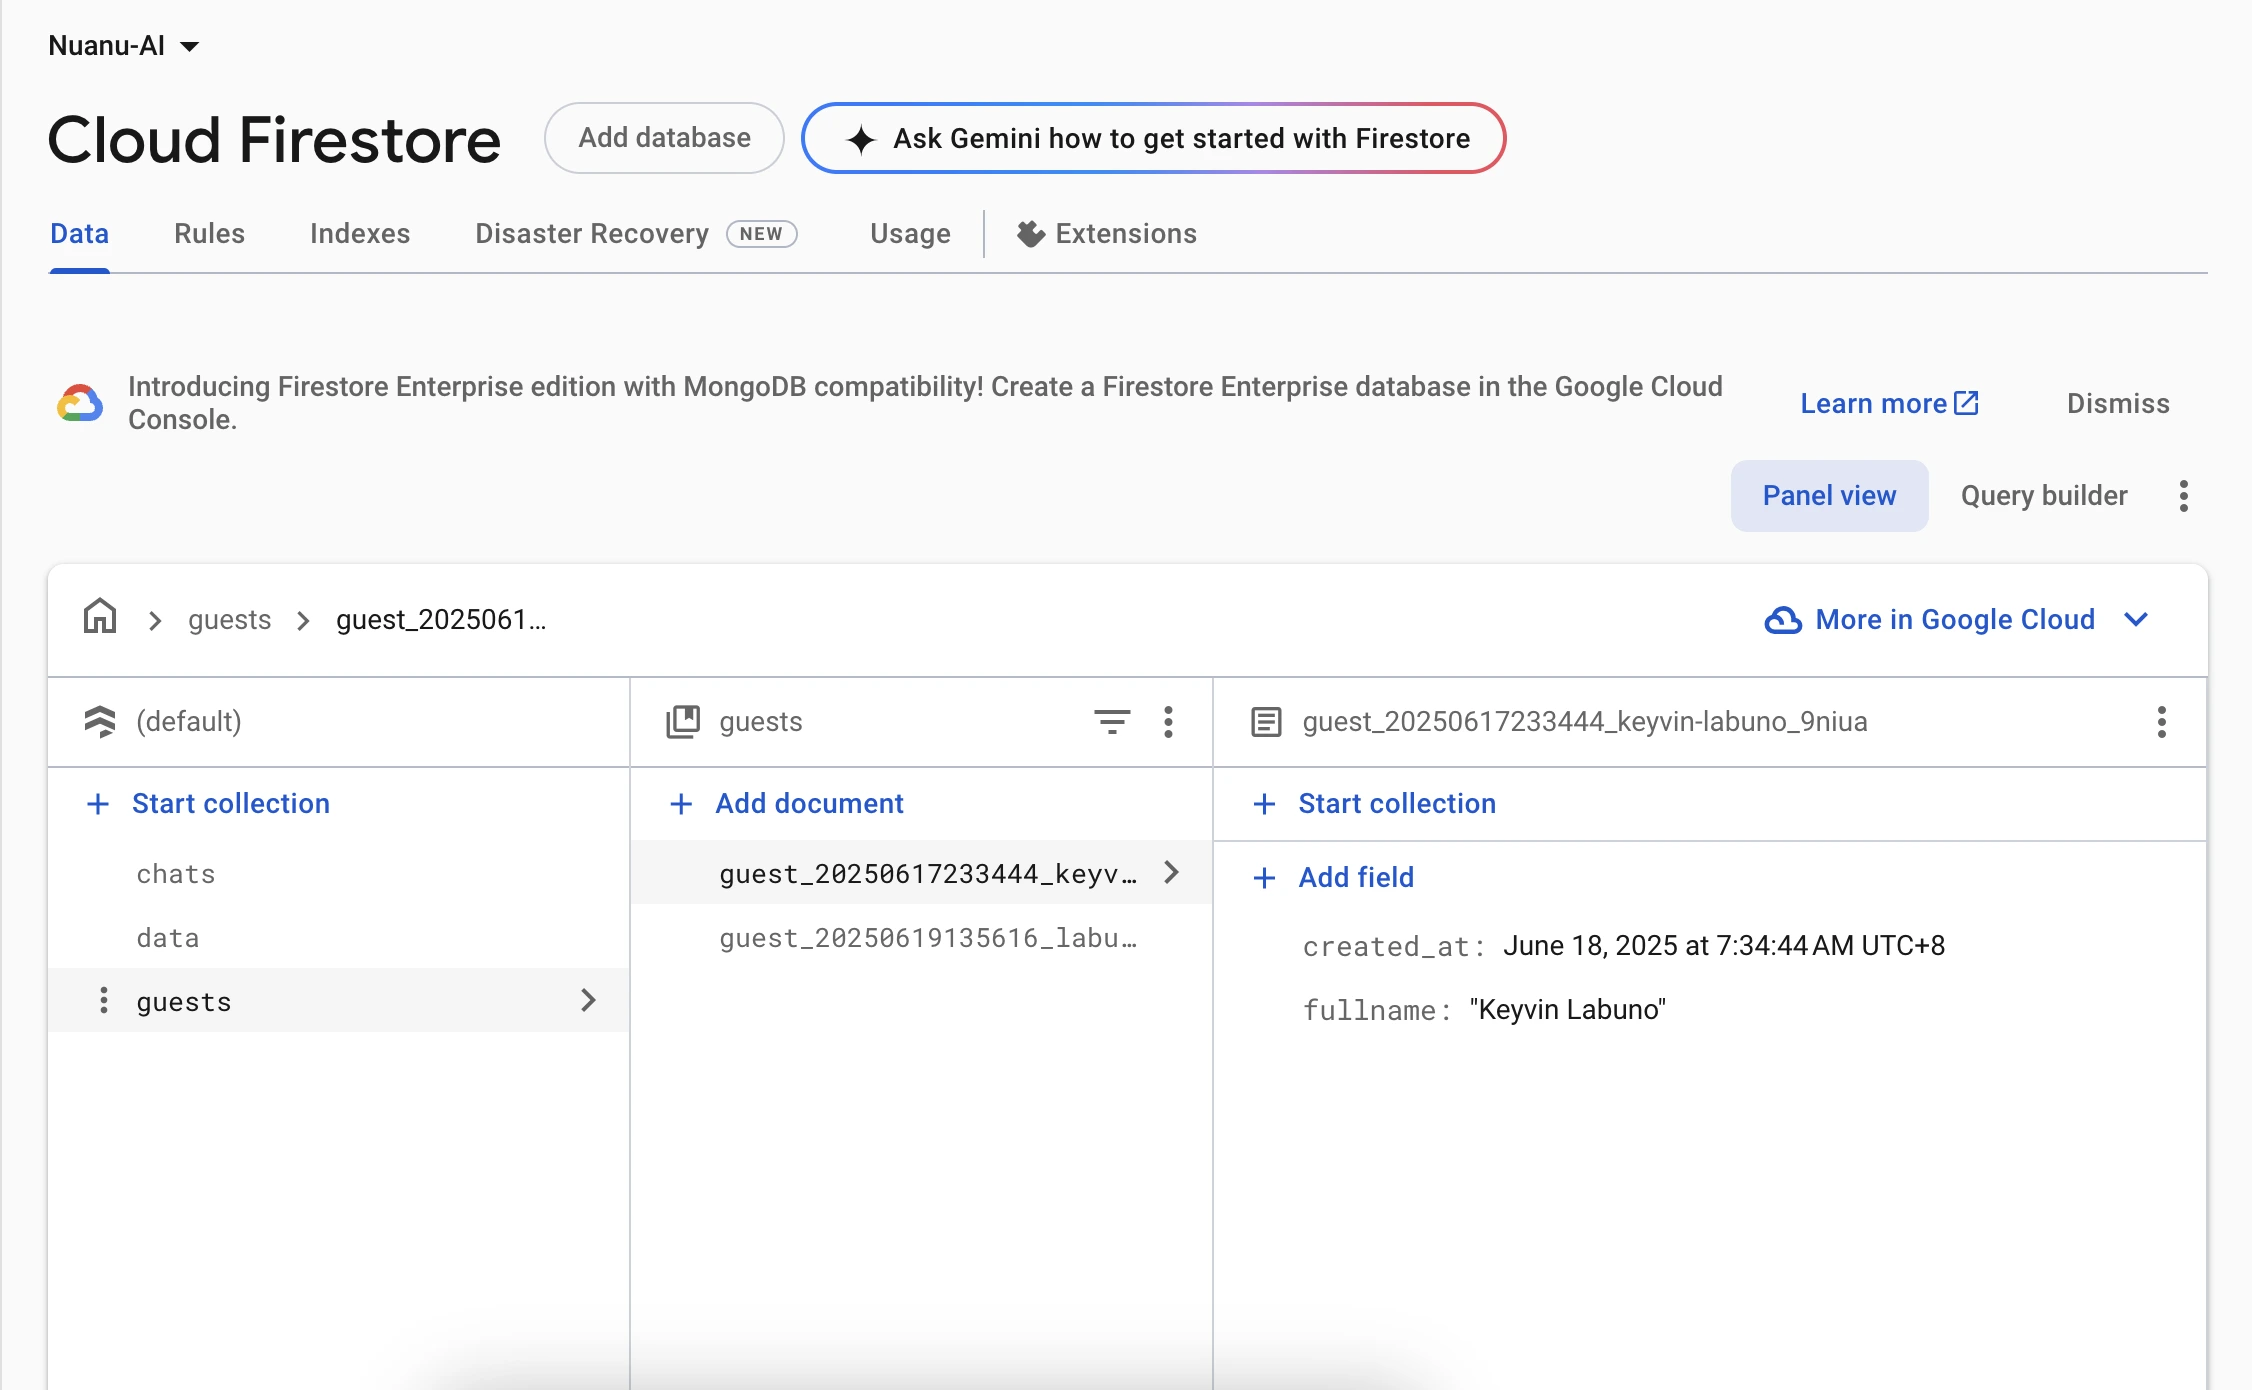 Nuanu-AI
Cloud Firestore
Add database
Ask Gemini how to get started with Firestore
Data
Rules
Indexes
Disaster Recovery
NEW
Usage
Extensions
Introducing Firestore Enterprise edition with MongoDB compatibility! Create a Firestore Enterprise database in the Google Cloud
Console.
Learn more
Dismiss
Panel view
Query builder
guests
guest_2025061...
More in Google Cloud
(default)
guests
guest_20250617233444_keyvin-labuno_9niua
+ Start collection
+ Add document
+ Start collection
chats
data
guests
guest_20250617233444_keyv…
guest_20250619135616_labu…
+ Add field
created_at: June 18, 2025 at 7:34:44 AM UTC+8
fullname: "Keyvin Labuno"